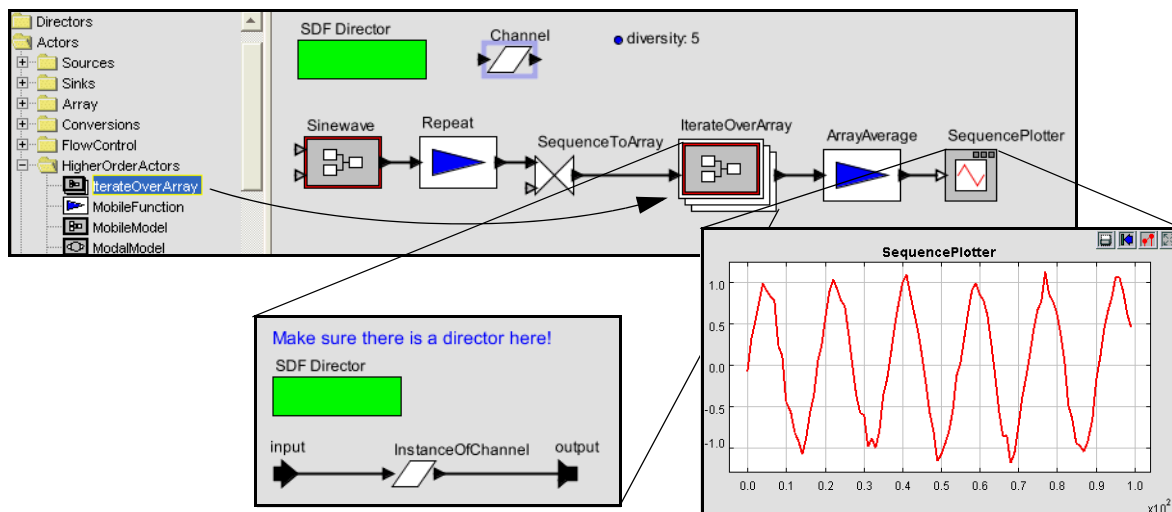 Directors
Actors
Sources
Sinks
Array
Conversions
FlowControl
HigherOrderActors
IterateOverArray
MobileFunction
MobileModel
ModalModel
SDF Director
Channel
diversity: 5
Sinewave
Repeat
SequenceToArray
IterateOverArray
ArrayAverage
SequencePlotter
Make sure there is a director here!
SDF Director
input
InstanceOfChannel
output
SequencePlotter
1.0
0.5
0.0
-0.5
-1.0
0.0 0.1 0.2 0.3 0.4 0.5 0.6 0.7 0.8 0.9 1.0
x10²